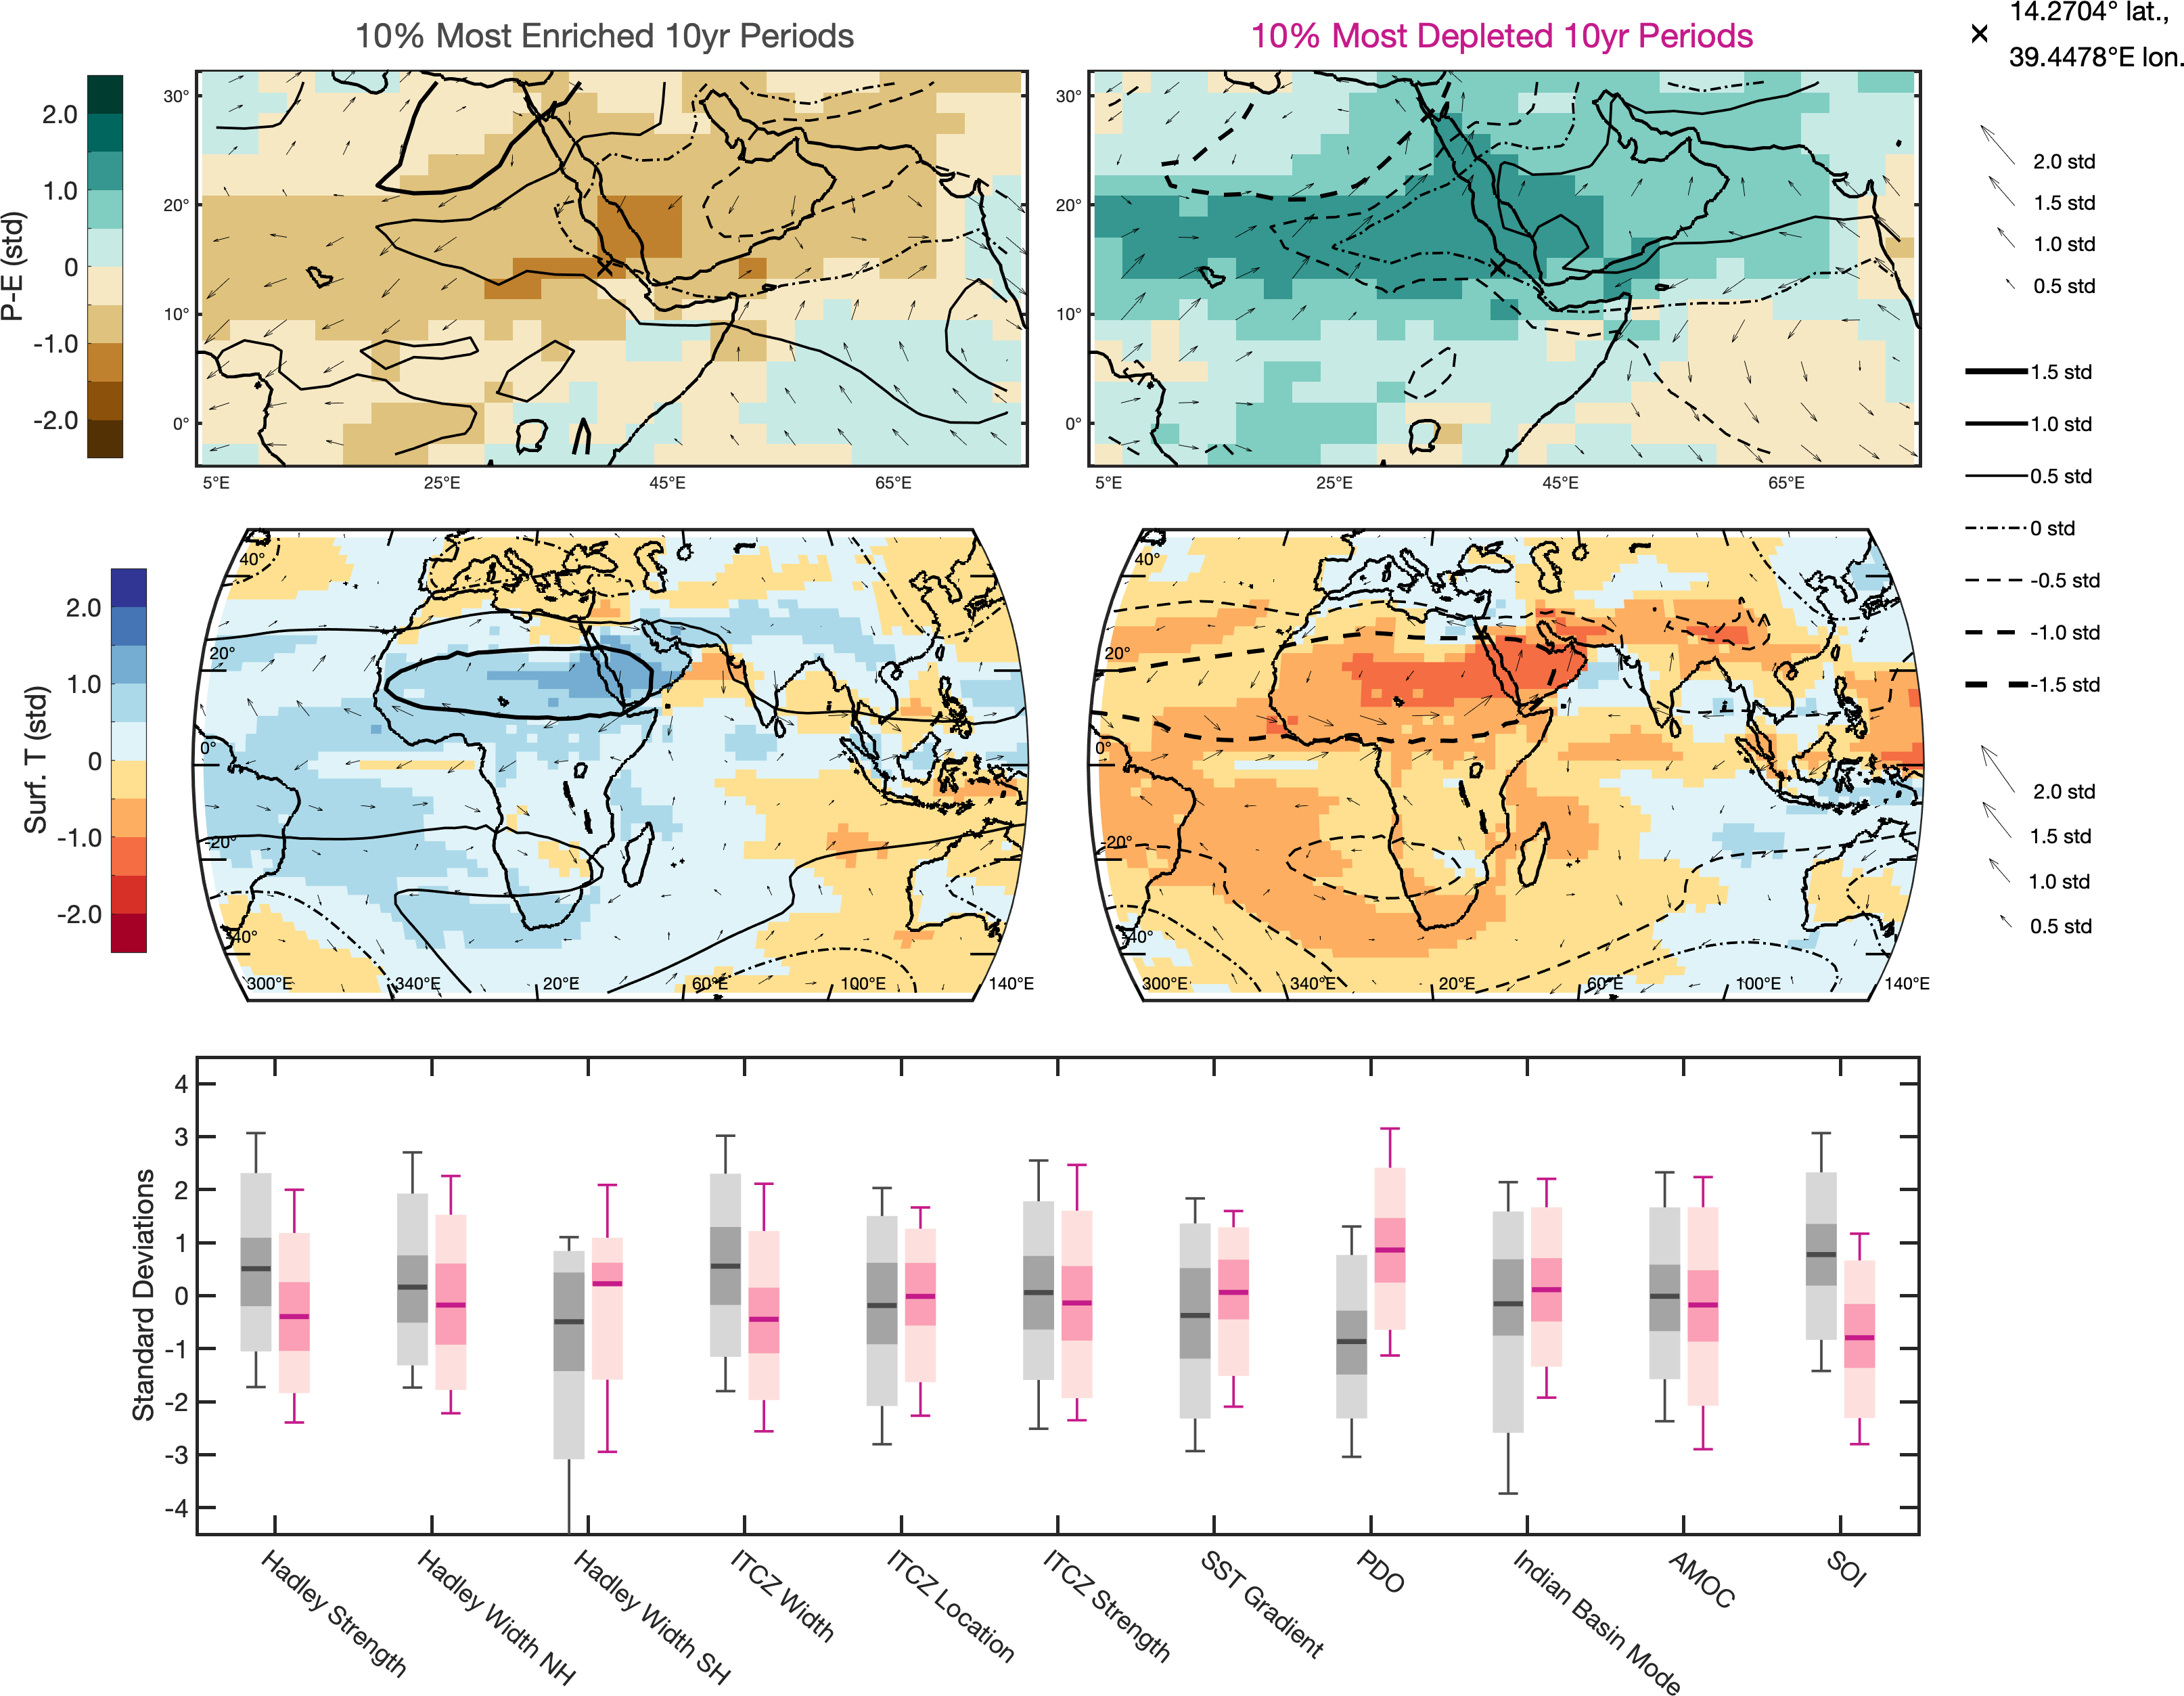 10% Most Enriched 10yr Periods
10% Most Depleted 10yr Periods
14.2704° lat.,
39.4478°E lon.
P-E (std)
2.0
1.0
0
-1.0
-2.0
30°
20°
10°
0°
5°E
25°E
45°E
65°E
30°
20°
10°
0°
5°E
25°E
45°E
65°E
2.0 std
1.5 std
1.0 std
0.5 std
1.5 std
1.0 std
0.5 std
0 std
-0.5 std
-1.0 std
-1.5 std
Surf. T (std)
2.0
1.0
0
-1.0
-2.0
40°
20°
0°
-20°
-40°
300°E
340°E
20°E
60°E
100°E
140°E
40°
20°
0°
-20°
-40°
300°E
340°E
20°E
60°E
100°E
140°E
2.0 std
1.5 std
1.0 std
0.5 std
Standard Deviations
4
3
2
1
0
-1
-2
-3
-4
Hadley Strength
Hadley Width NH
Hadley Width SH
ITCZ Width
ITCZ Location
ITCZ Strength
SST Gradient
PDO
Indian Basin Mode
AMOC
SOI